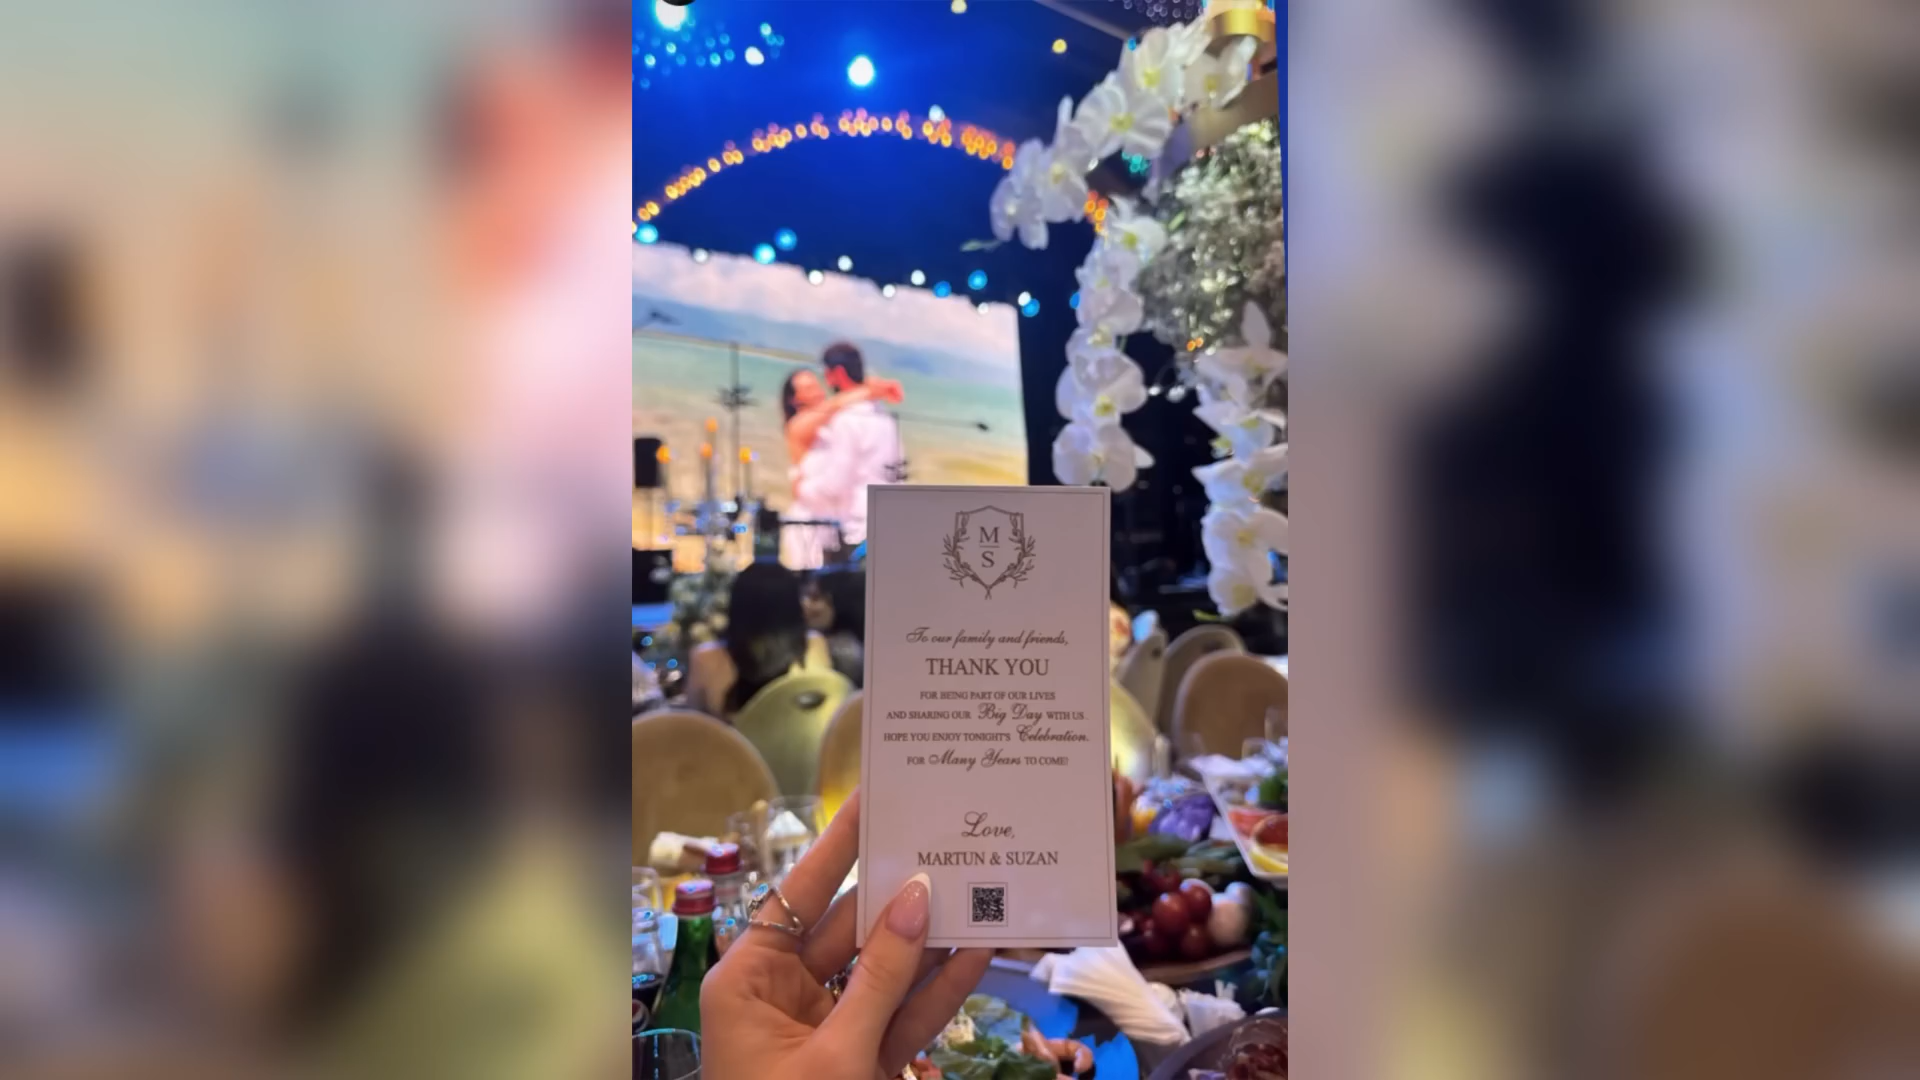 M
S
To our family and friends,
THANK YOU
FOR BEING PART OF OUR LIVES
AND SHARING OUR Big Day WITH US.
HOPE YOU ENJOY TONIGHT'S Celebration.
FOR Many Years TO COME!
Love,
MARTUN & SUZAN